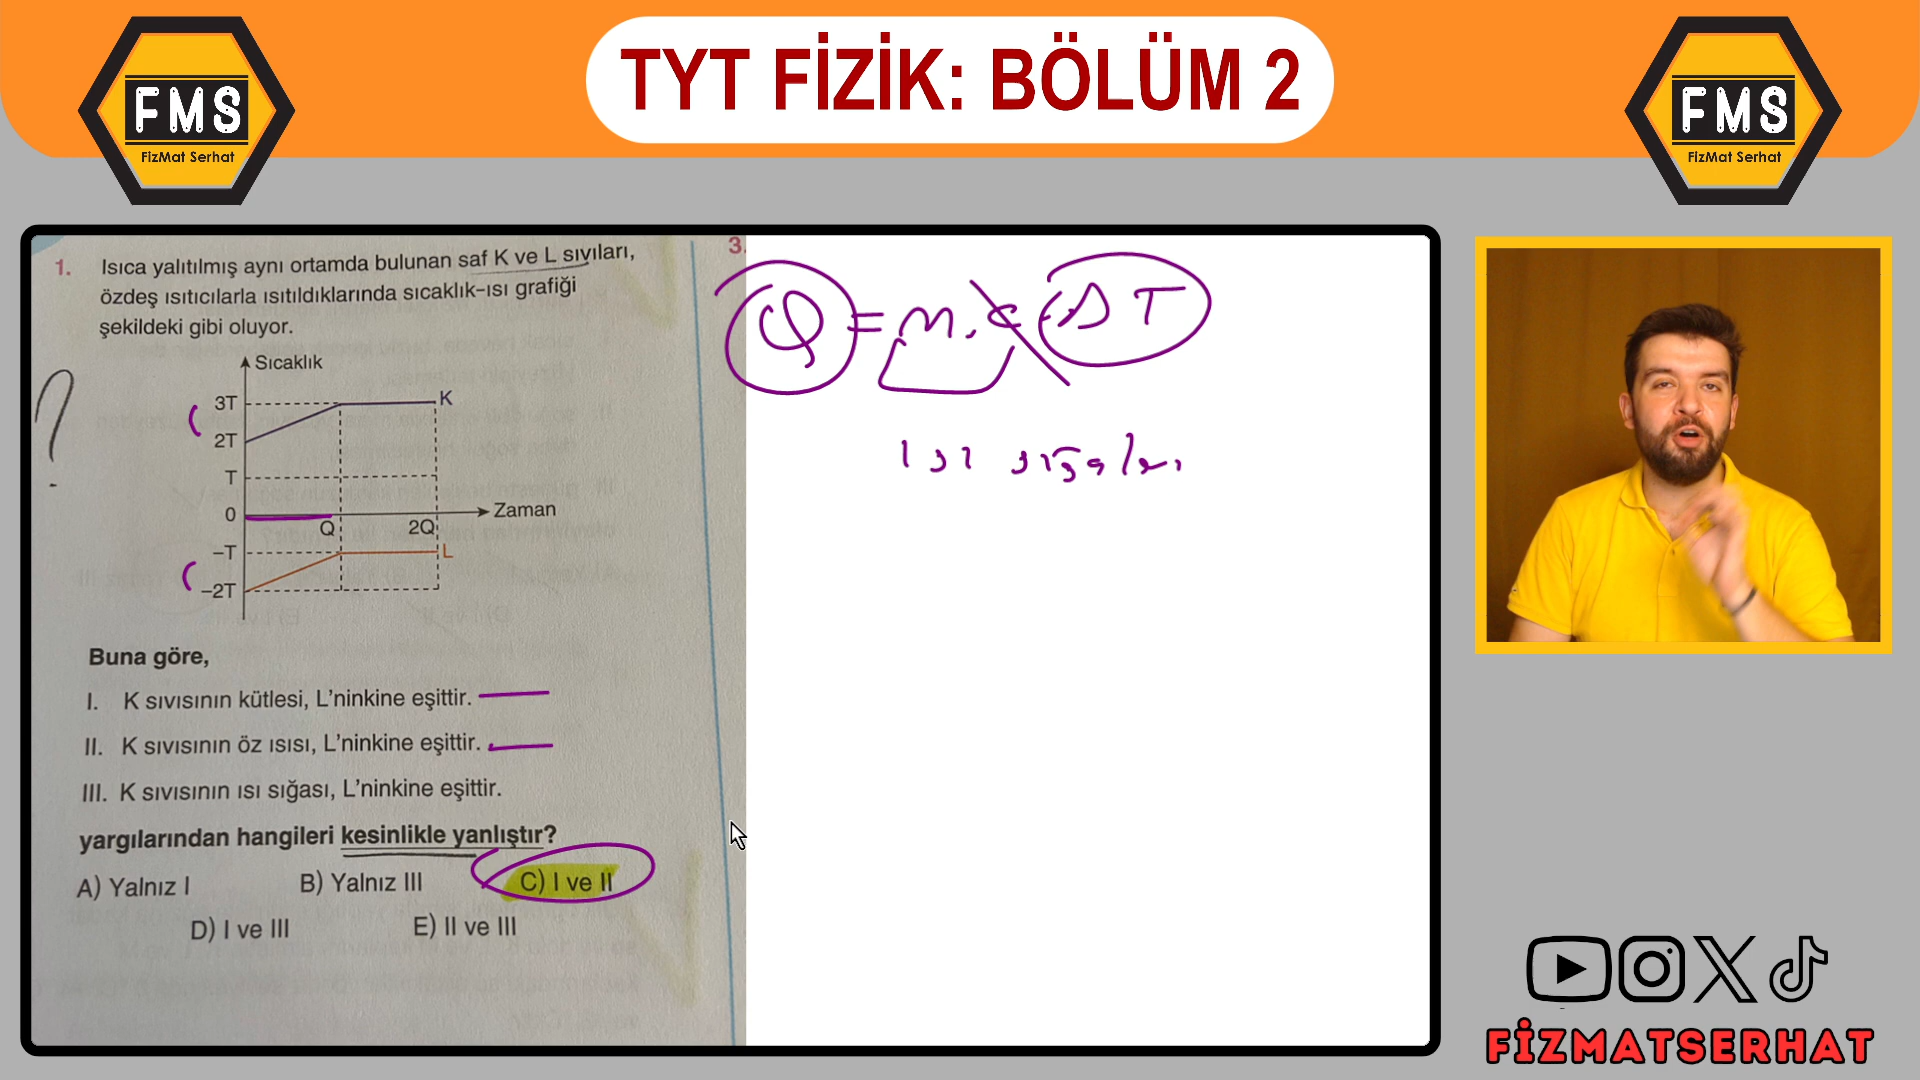 FMS
FizMat Serhat
TYT FİZİK: BÖLÜM 2
FMS
FizMat Serhat
1. Isıca yalıtılmış aynı ortamda bulunan saf K ve L sıvıları,
özdeş ısıtıcılarla ısıtıldıklarında sıcaklık-ısı grafiği
şekildeki gibi oluyor.
?
Sıcaklık
3T
K
2T
T
0
Zaman
Q
2Q
–T
L
–2T
Buna göre,
I. K sıvısının kütlesi, L'ninkine eşittir.
II. K sıvısının öz ısısı, L'ninkine eşittir.
III. K sıvısının ısı sığası, L'ninkine eşittir.
yargılarından hangileri kesinlikle yanlıştır?
A) Yalnız I B) Yalnız III C) I ve II
D) I ve III E) II ve III
3.
Q = m.c.ΔT
ısı sığaları
FİZMATSERHAT